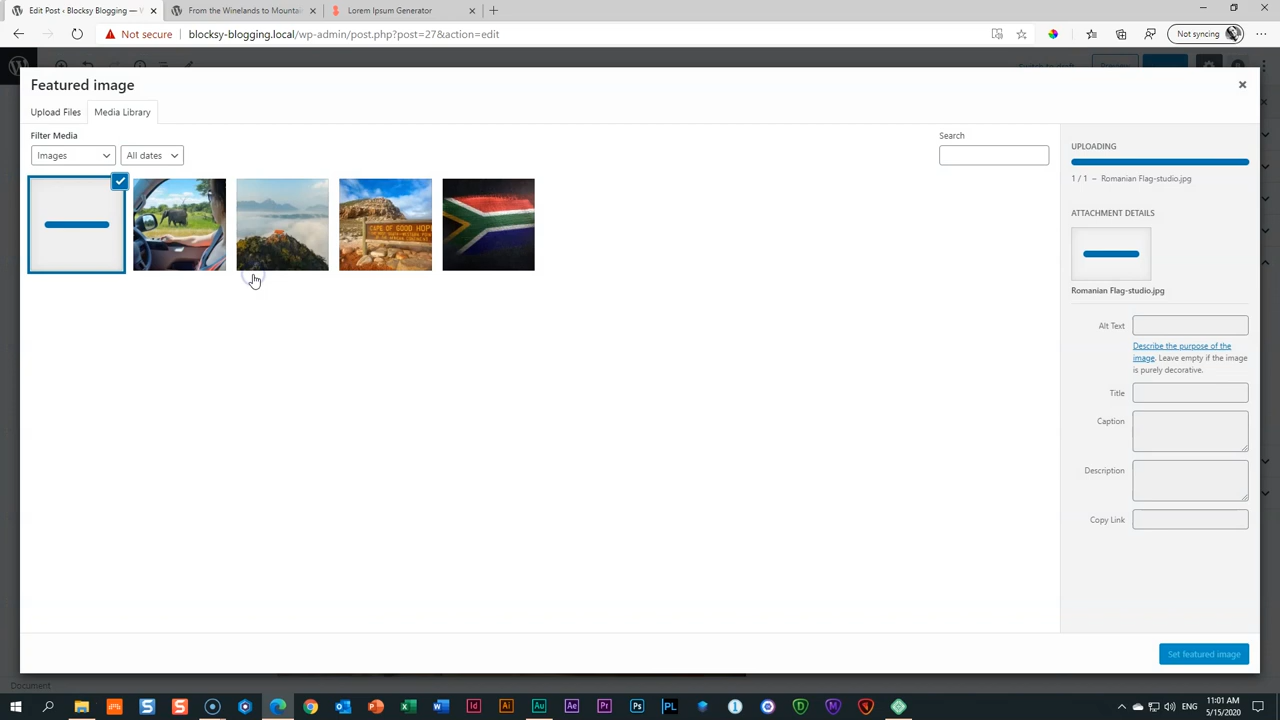 Edit Post ‹ Blocksy Blogging —
From the Winelands to Mountai
Lorem Ipsum Generator
Not secure
blocksy-blogging.local/wp-admin/post.php?post=27&action=edit
Not syncing
Featured image
Upload Files
Media Library
Filter Media
Search
Images
All dates
UPLOADING
1 / 1 – Romanian Flag-studio.jpg
ATTACHMENT DETAILS
CAPE OF GOOD HOPE
Romanian Flag-studio.jpg
Alt Text
Describe the purpose of the
image. Leave empty if the image
is purely decorative.
Title
Caption
Description
Copy Link
Set featured image
Document
11:01 AM
ENG
5/15/2020